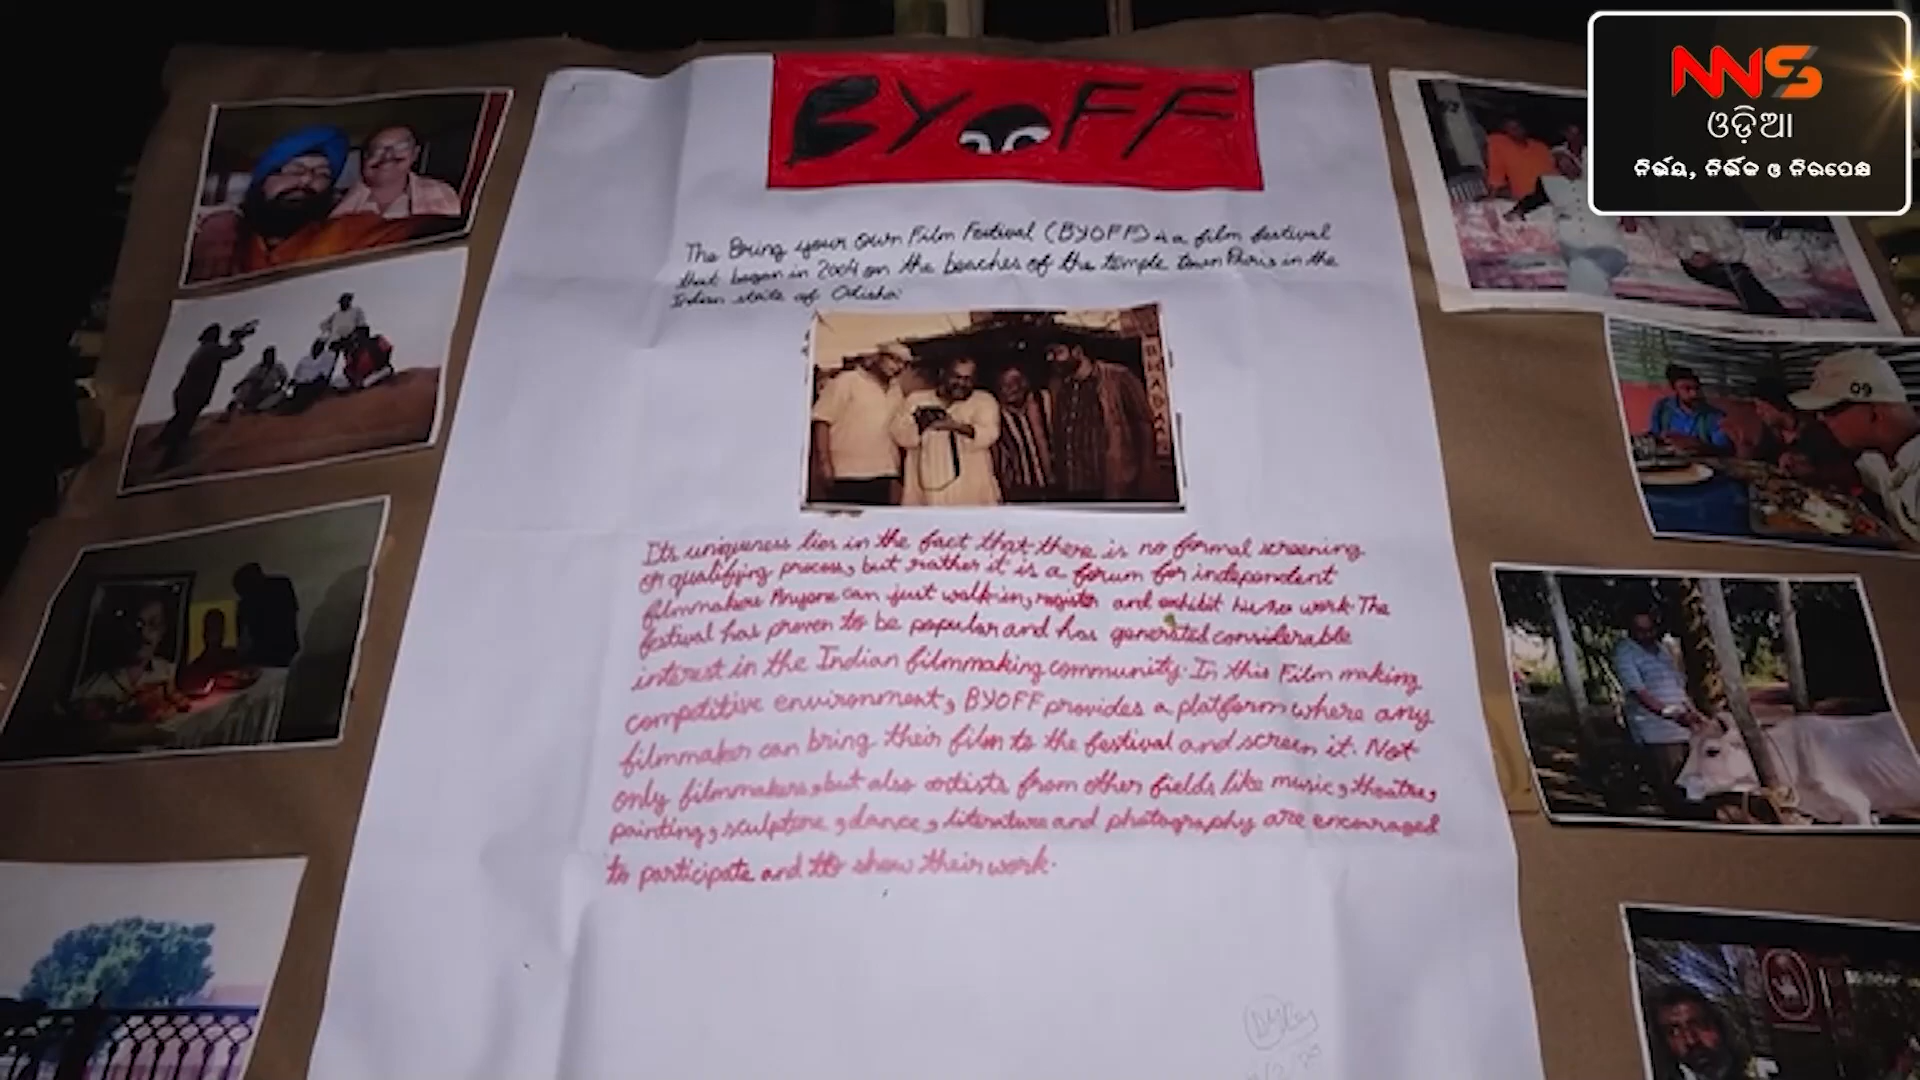 NNS
ଓଡ଼ିଆ
ନିର୍ଭୟ, ନିର୍ଭିକ ଓ ନିରପେକ୍ଷ
BYOFF
The Bring your Own Film Festival (BYOFF) is a film festival
that began in 2004 on the beaches of the temple town Puri in the
Indian state of Odisha.
BHADRAK
Its uniqueness lies in the fact that there is no formal screening
or qualifying process, but rather it is a forum for independent
filmmakers Anyone can just walk-in, register and exhibit his/her work. The
festival has proven to be popular and has generated considerable
interest in the Indian filmmaking community. In this Film making
competitive environment, BYOFF provides a platform where any
filmmaker can bring their film to the festival and screen it. Not
only filmmakers, but also artists from other fields like music, theatre,
painting, sculpture, dance, literature and photography are encouraged
to participate and to show their work.
09